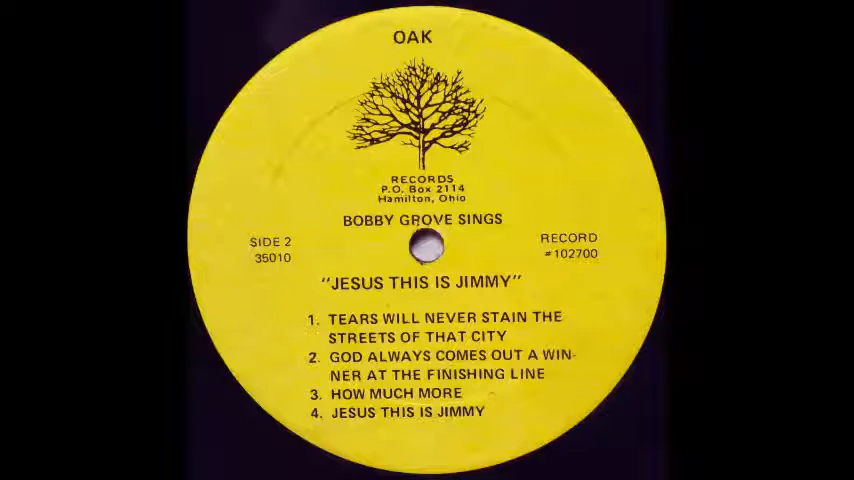 OAK
RECORDS
P.O. Box 2114
Hamilton, Ohio
BOBBY GROVE SINGS
SIDE 2
35010
RECORD
#102700
"JESUS THIS IS JIMMY"
1. TEARS WILL NEVER STAIN THE
STREETS OF THAT CITY
2. GOD ALWAYS COMES OUT A WIN-
NER AT THE FINISHING LINE
3. HOW MUCH MORE
4. JESUS THIS IS JIMMY